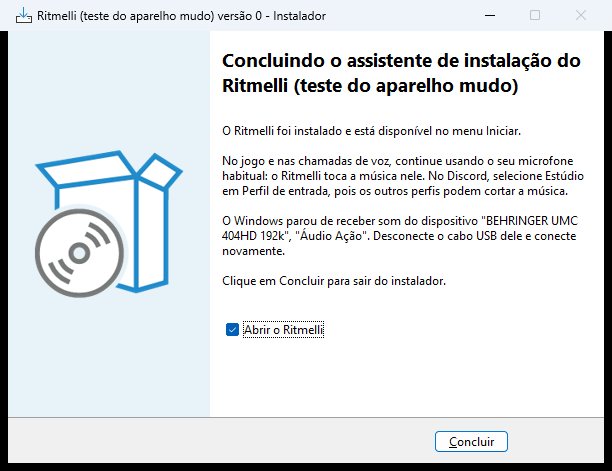 Ritmelli (teste do aparelho mudo) versão 0 - Instalador
Concluindo o assistente de instalação do
Ritmelli (teste do aparelho mudo)
O Ritmelli foi instalado e está disponível no menu Iniciar.
No jogo e nas chamadas de voz, continue usando o seu microfone
habitual: o Ritmelli toca a música nele. No Discord, selecione Estúdio
em Perfil de entrada, pois os outros perfis podem cortar a música.
O Windows parou de receber som do dispositivo "BEHRINGER UMC
404HD 192k", "Áudio Ação". Desconecte o cabo USB dele e conecte
novamente.
Clique em Concluir para sair do instalador.
Abrir o Ritmelli
Concluir